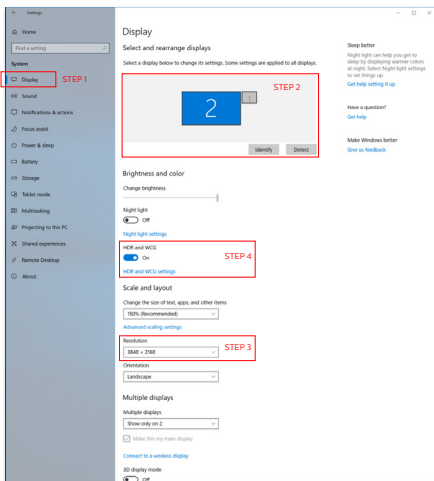 Settings
Home
Find a setting
System
Display
STEP 1
Sound
Notifications & actions
Focus assist
Power & sleep
Battery
Storage
Tablet mode
Multitasking
Projecting to this PC
Shared experiences
Remote Desktop
About
Display
Select and rearrange displays
Select a display below to change its settings. Some settings are applied to all displays.
STEP 2
2
1
Identify
Detect
Brightness and color
Change brightness
Night light
Off
Night light settings
HDR and WCG
On
STEP 4
HDR and WCG settings
Scale and layout
Change the size of text, apps, and other items
150% (Recommended)
Advanced scaling settings
Resolution
3840 × 2160
STEP 3
Orientation
Landscape
Multiple displays
Multiple displays
Show only on 2
Make this my main display
Connect to a wireless display
3D display mode
Off
Sleep better
Night light can help you get to
sleep by displaying warmer colors
at night. Select Night light settings
to set things up.
Get help setting it up
Have a question?
Get help
Make Windows better
Give us feedback